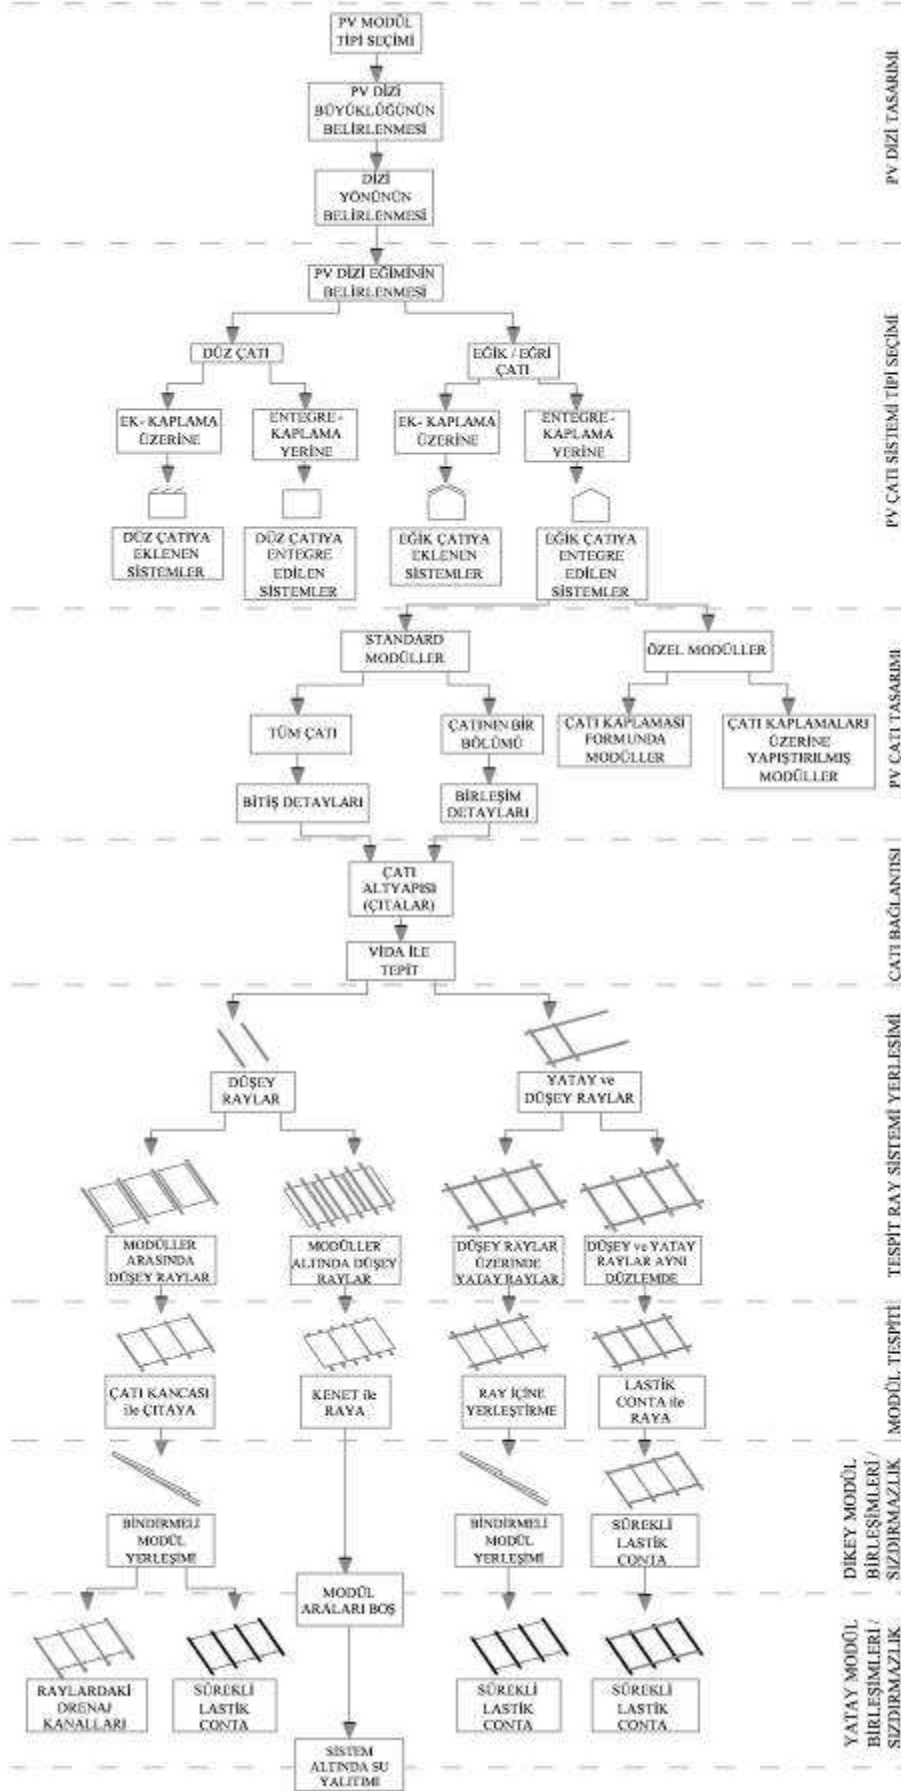 PV MODÜL
TİPİ SEÇİMİ
PV DİZİ
BÜYÜKLÜĞÜNÜN
BELİRLENMESİ
DİZİ
YÖNÜNÜN
BELİRLENMESİ
PV DİZİ TASARIMI
PV DİZİ EĞİMİNİN
BELİRLENMESİ
DÜZ ÇATI
EĞİK / EĞRİ
ÇATI
EK- KAPLAMA
ÜZERİNE
ENTEGRE -
KAPLAMA
YERİNE
EK- KAPLAMA
ÜZERİNE
ENTEGRE -
KAPLAMA
YERİNE
DÜZ ÇATIYA
EKLENEN
SİSTEMLER
DÜZ ÇATIYA
ENTEGRE
EDİLEN
SİSTEMLER
EĞİK ÇATIYA
EKLENEN
SİSTEMLER
EĞİK ÇATIYA
ENTEGRE
EDİLEN
SİSTEMLER
PV ÇATI SİSTEMİ TİPİ SEÇİMİ
STANDARD
MODÜLLER
ÖZEL MODÜLLER
TÜM ÇATI
ÇATININ BİR
BÖLÜMÜ
ÇATI KAPLAMASI
FORMUNDA
MODÜLLER
ÇATI KAPLAMALARI
ÜZERİNE
YAPIŞTIRILMIŞ
MODÜLLER
BİTİŞ DETAYLARI
BİRLEŞİM
DETAYLARI
PV ÇATI TASARIMI
ÇATI
ALTYAPISI
(ÇITALAR)
VİDA İLE
TEPİT
ÇATI BAĞLANTISI
DÜŞEY
RAYLAR
YATAY ve
DÜŞEY RAYLAR
MODÜLLER
ARASINDA
DÜŞEY RAYLAR
MODÜLLER
ALTINDA DÜŞEY
RAYLAR
DÜŞEY RAYLAR
ÜZERİNDE
YATAY RAYLAR
DÜŞEY ve YATAY
RAYLAR AYNI
DÜZLEMDE
TESPİT RAY SİSTEMİ YERLEŞİMİ
ÇATI KANCASI
ile ÇITAYA
KENET ile
RAYA
RAY İÇİNE
YERLEŞTİRME
LASTİK
CONTA ile
RAYA
MODÜL TESPİTİ
BİNDİRMELİ
MODÜL
YERLEŞİMİ
BİNDİRMELİ
MODÜL
YERLEŞİMİ
SÜREKLİ
LASTİK
CONTA
DİKEY MODÜL
BİRLEŞİMLERİ /
SIZDIRMAZLIK
MODÜL
ARALARI BOŞ
RAYLARDAKİ
DRENAJ
KANALLARI
SÜREKLİ
LASTİK
CONTA
SÜREKLİ
LASTİK
CONTA
SÜREKLİ
LASTİK
CONTA
YATAY MODÜL
BİRLEŞİMLERİ /
SIZDIRMAZLIK
SİSTEM
ALTINDA SU
YALITIMI